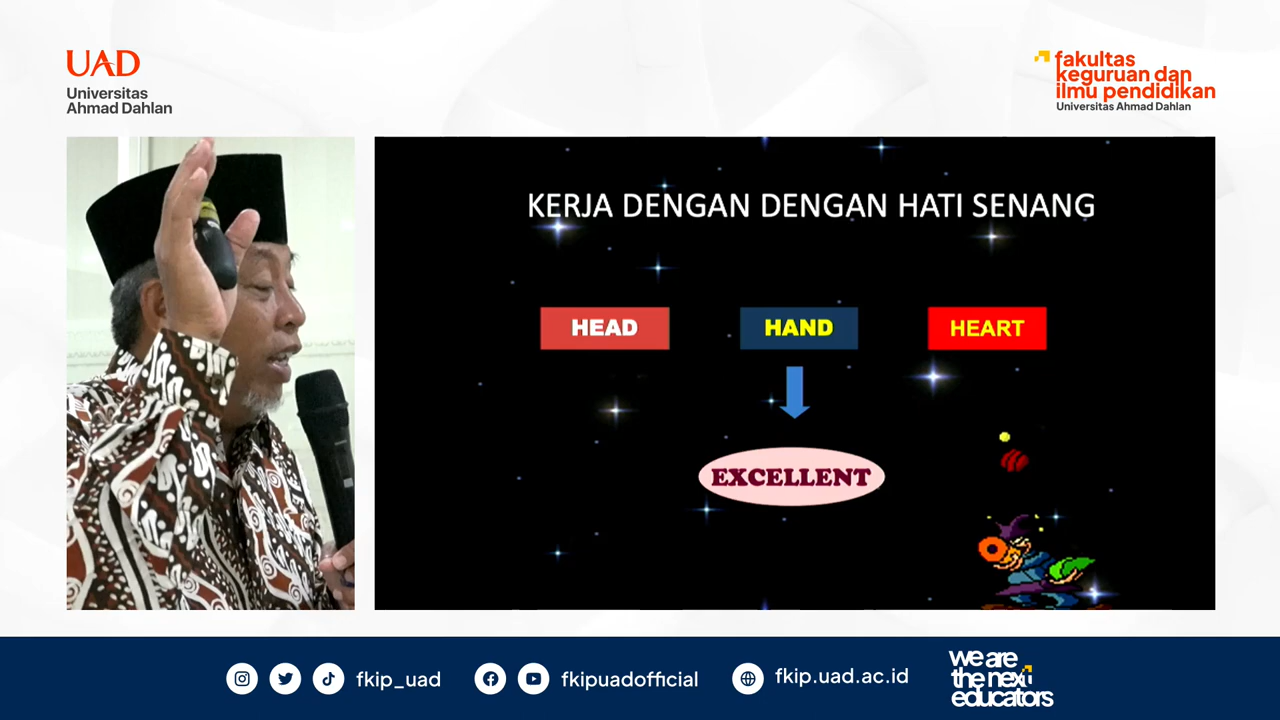 UAD
Universitas
Ahmad Dahlan
fakultas
keguruan dan
ilmu pendidikan
Universitas Ahmad Dahlan
KERJA DENGAN DENGAN HATI SENANG
HEAD
HAND
HEART
EXCELLENT
fkip_uad
fkipuadofficial
fkip.uad.ac.id
we are
the next
educators